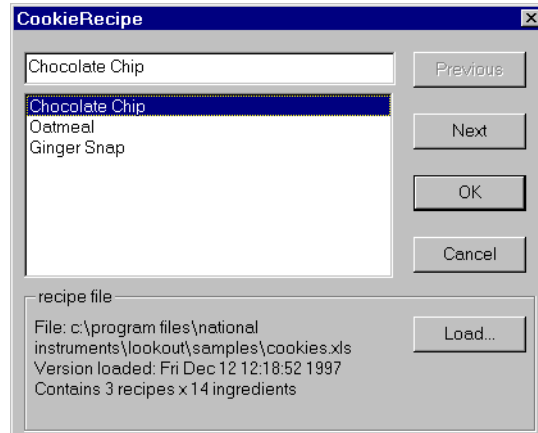 CookieRecipe
Chocolate Chip
Previous
Chocolate Chip
Oatmeal
Ginger Snap
Next
OK
Cancel
recipe file
File: c:\program files\national
instruments\lookout\samples\cookies.xls
Version loaded: Fri Dec 12 12:18:52 1997
Contains 3 recipes x 14 ingredients
Load...